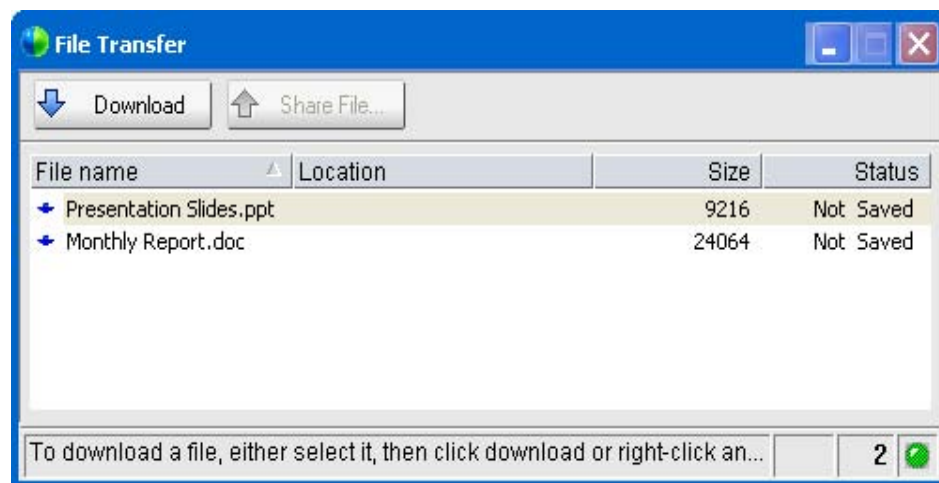 File Transfer
Download Share File...
File name Location Size Status
Presentation Slides.ppt 9216 Not Saved
Monthly Report.doc 24064 Not Saved
To download a file, either select it, then click download or right-click an... 2